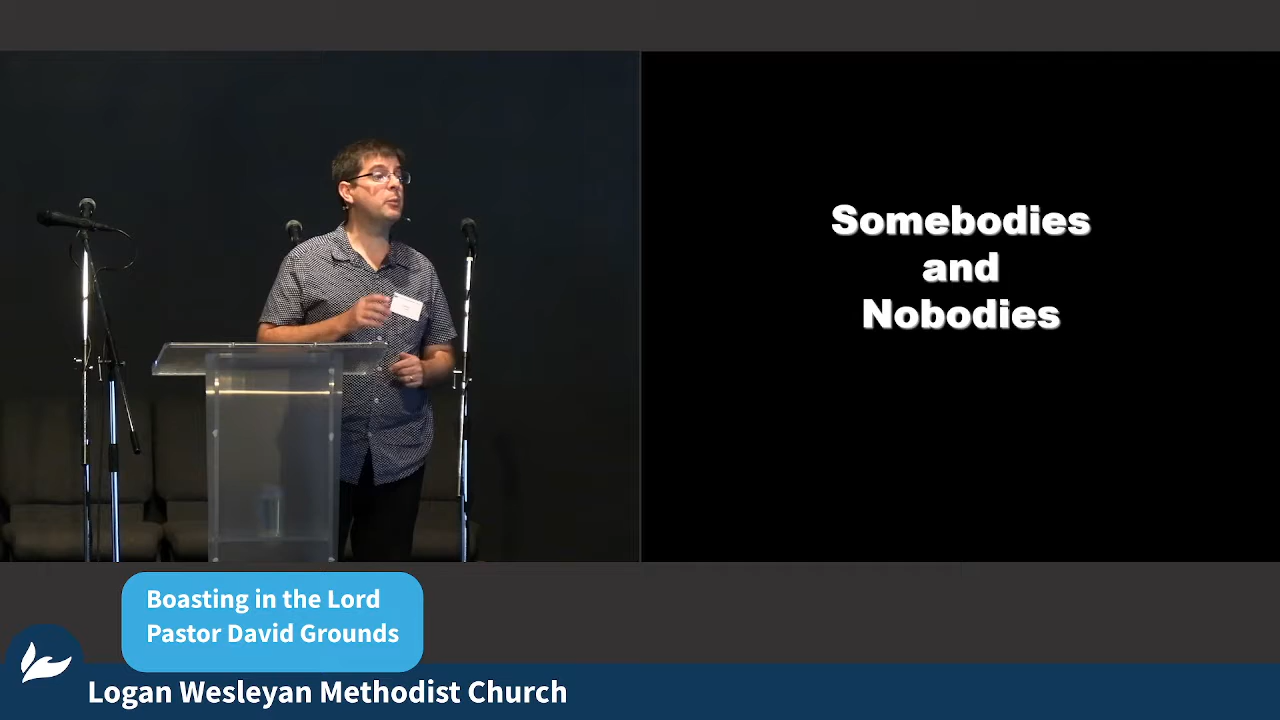 Somebodies
and
Nobodies
Boasting in the Lord
Pastor David Grounds
Logan Wesleyan Methodist Church